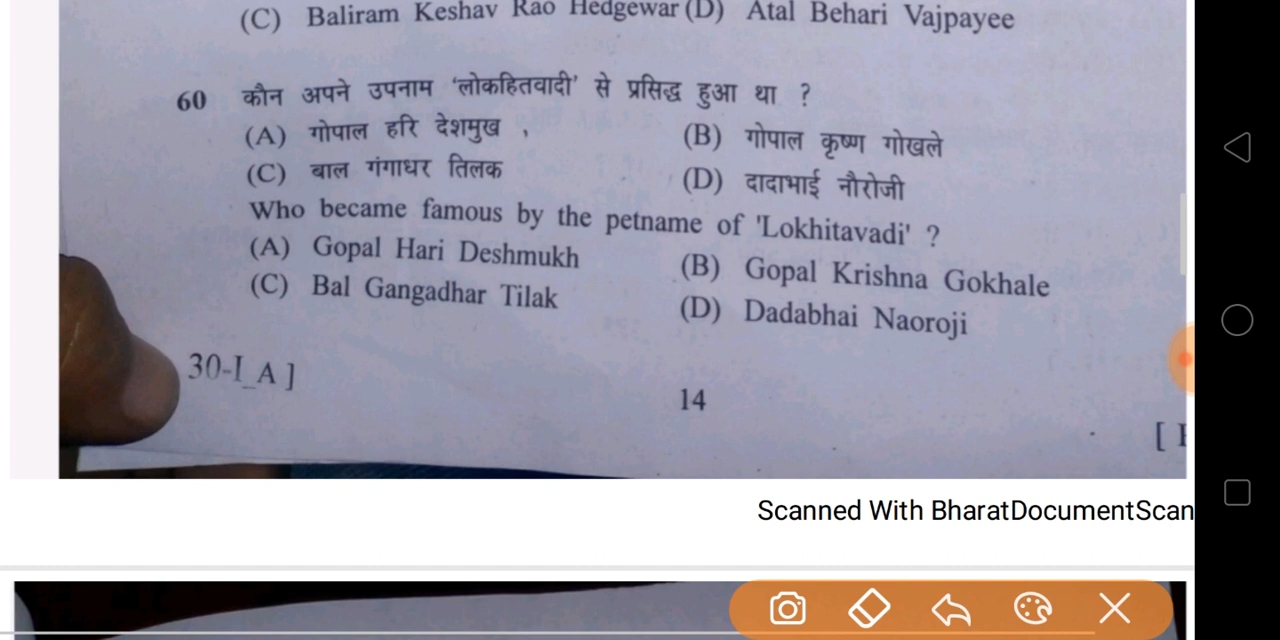 (C) Baliram Keshav Rao Hedgewar (D) Atal Behari Vajpayee
60 कौन अपने उपनाम 'लोकहितवादी' से प्रसिद्ध हुआ था ?
(A) गोपाल हरि देशमुख , (B) गोपाल कृष्ण गोखले
(C) बाल गंगाधर तिलक (D) दादाभाई नौरोजी
Who became famous by the petname of 'Lokhitavadi' ?
(A) Gopal Hari Deshmukh (B) Gopal Krishna Gokhale
(C) Bal Gangadhar Tilak (D) Dadabhai Naoroji
30-I_A ]
14
[
Scanned With BharatDocumentScan